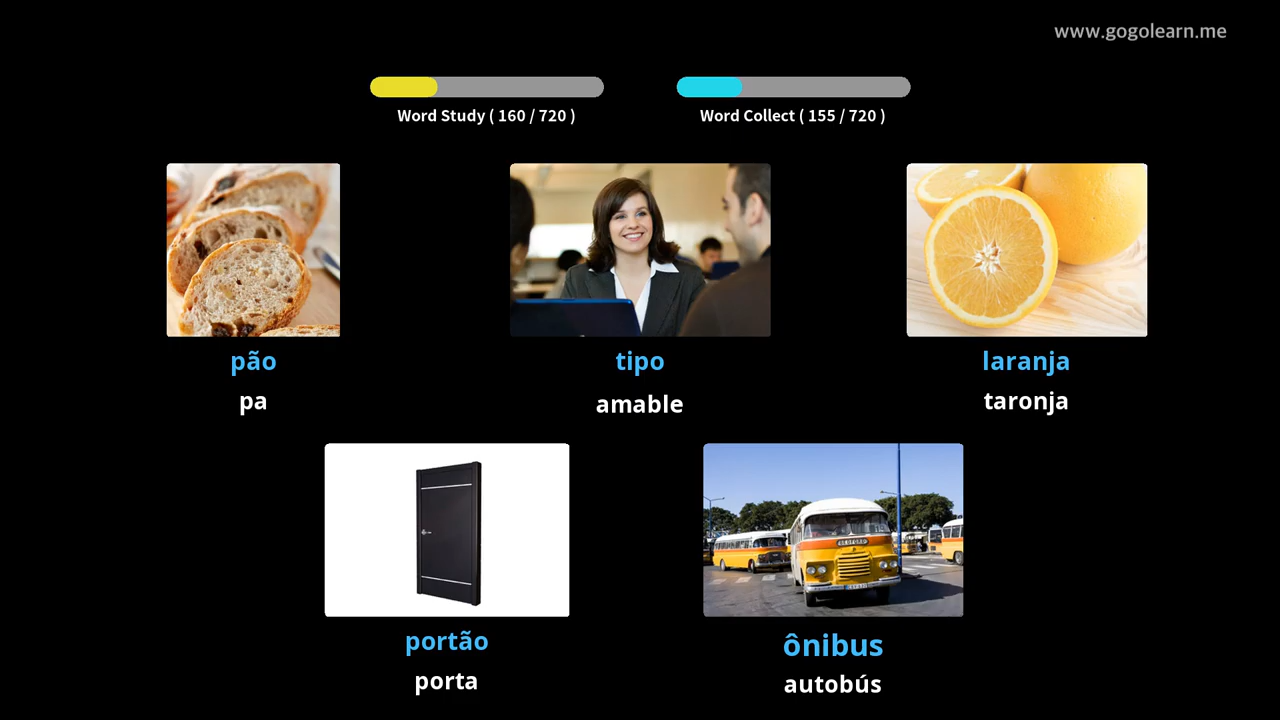 www.gogolearn.me
Word Study ( 160 / 720 )
Word Collect ( 155 / 720 )
pão
pa
tipo
amable
laranja
taronja
portão
porta
BEDFORD
ônibus
autobús